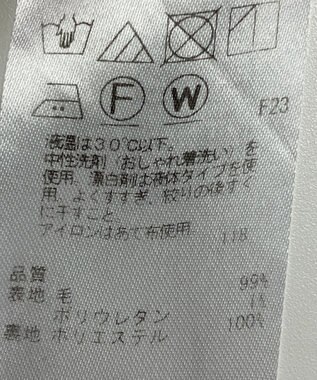 F W F23
液温は30℃以下。
中性洗剤（おしゃれ着洗い）を
使用。漂白剤は液体タイプを使
用。よくすすぎ、絞りの後すぐ
に干すこと。
アイロンはあて布使用
118
品質
表地 毛 99%
ポリウレタン 1%
裏地 ポリエステル 100%